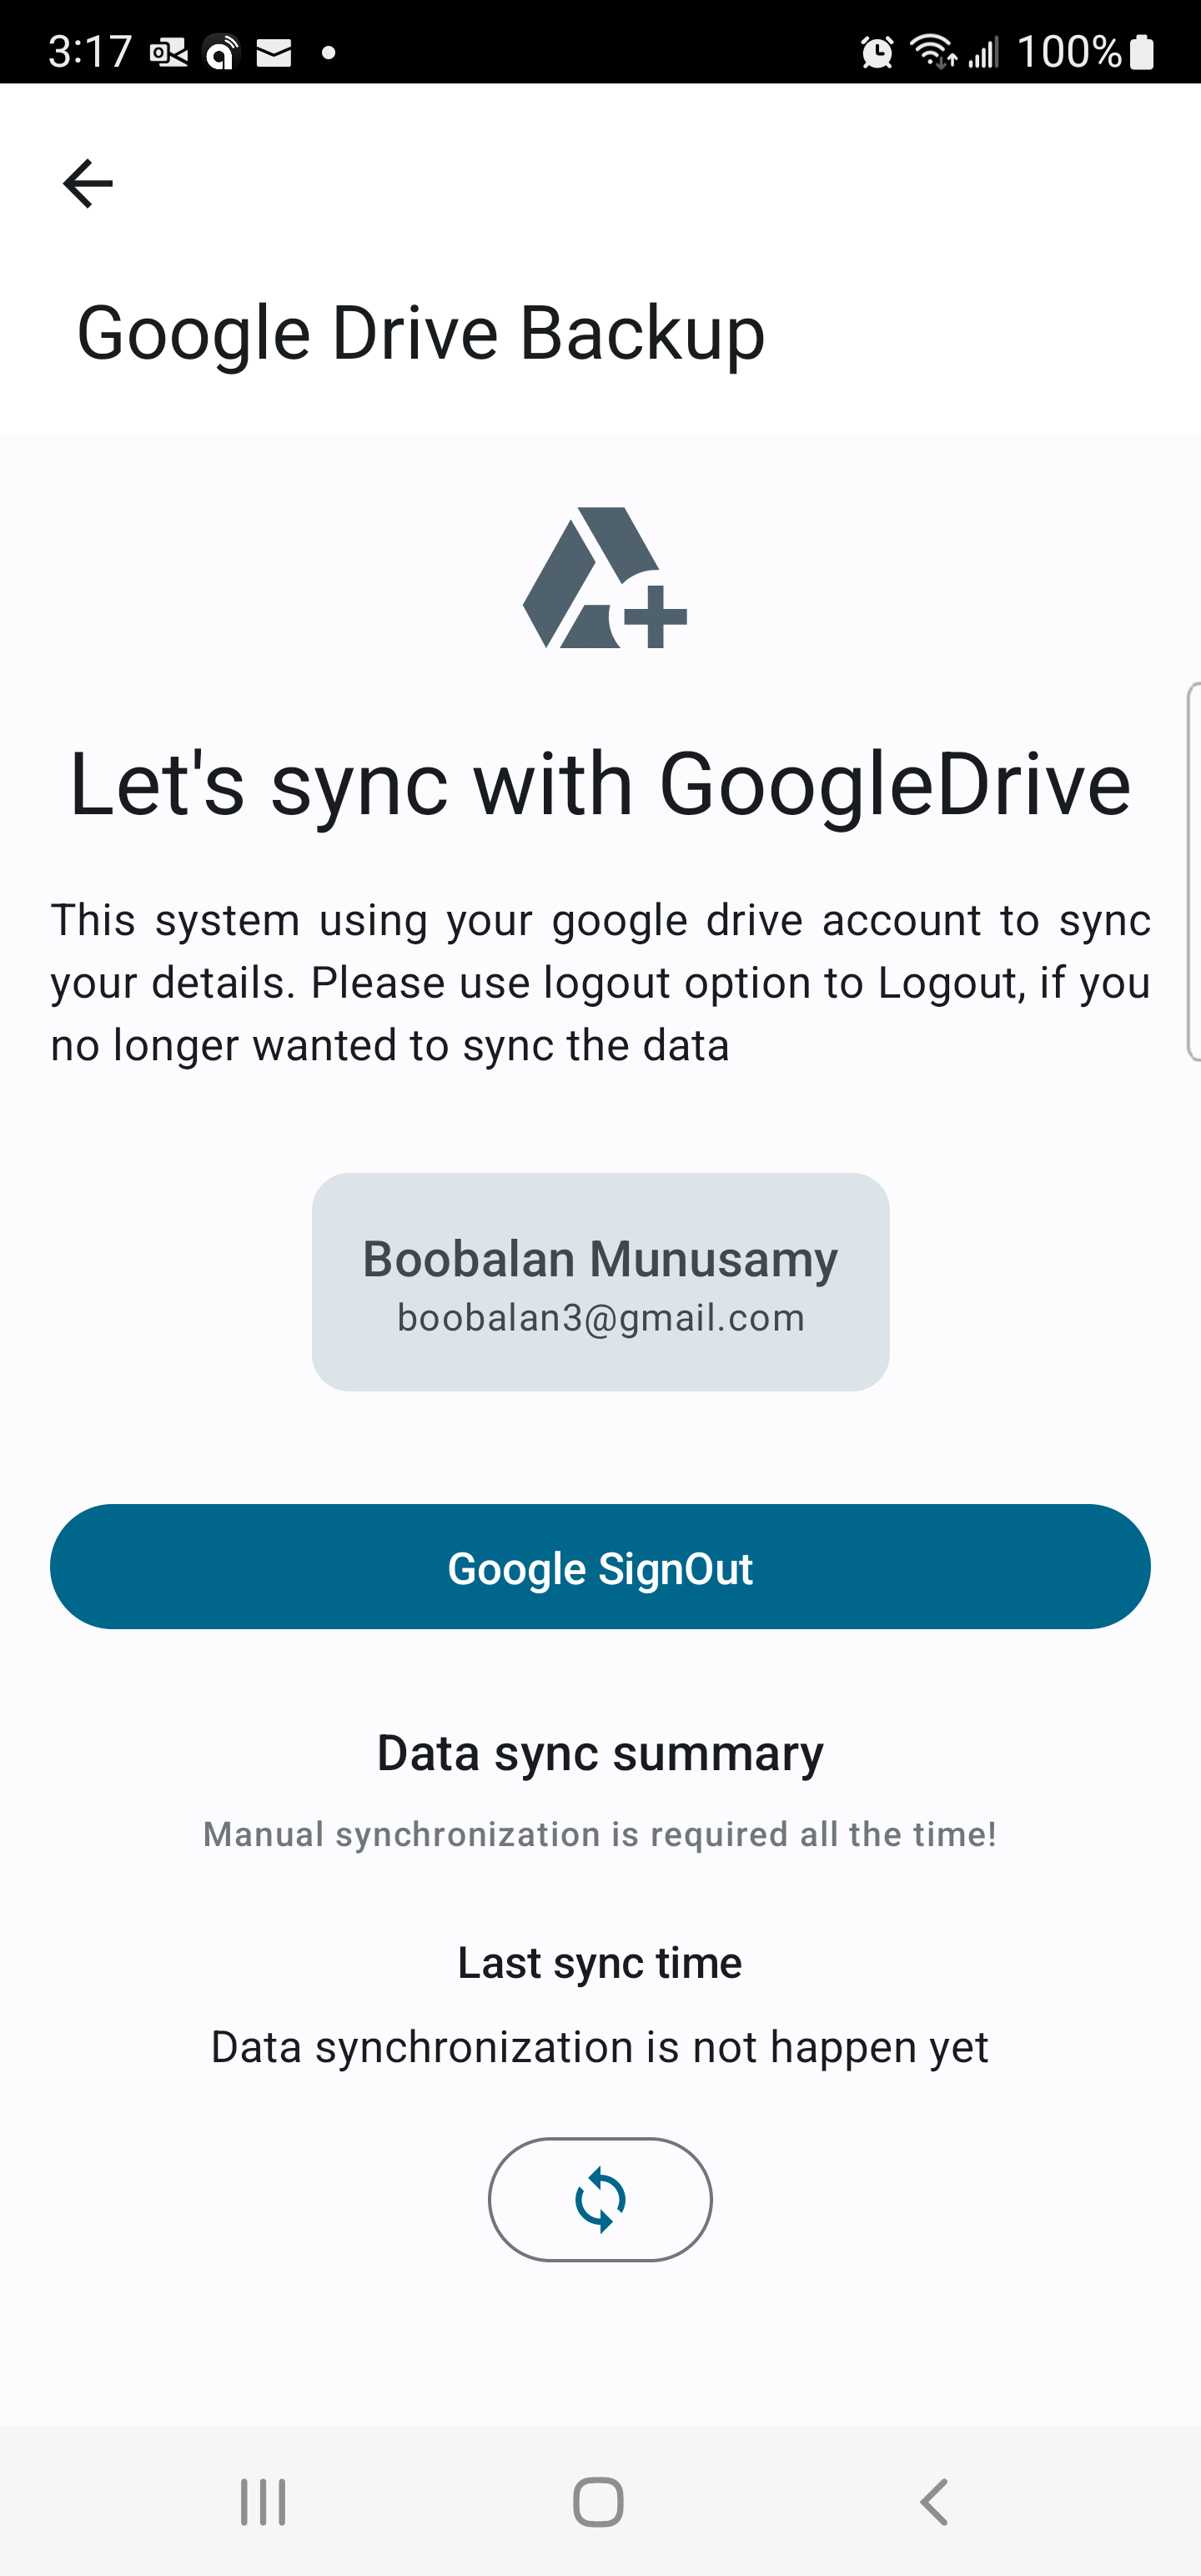 3:17
100%
Google Drive Backup
Let's sync with GoogleDrive
This system using your google drive account to sync
your details. Please use logout option to Logout, if you
no longer wanted to sync the data
Boobalan Munusamy
boobalan3@gmail.com
Google SignOut
Data sync summary
Manual synchronization is required all the time!
Last sync time
Data synchronization is not happen yet